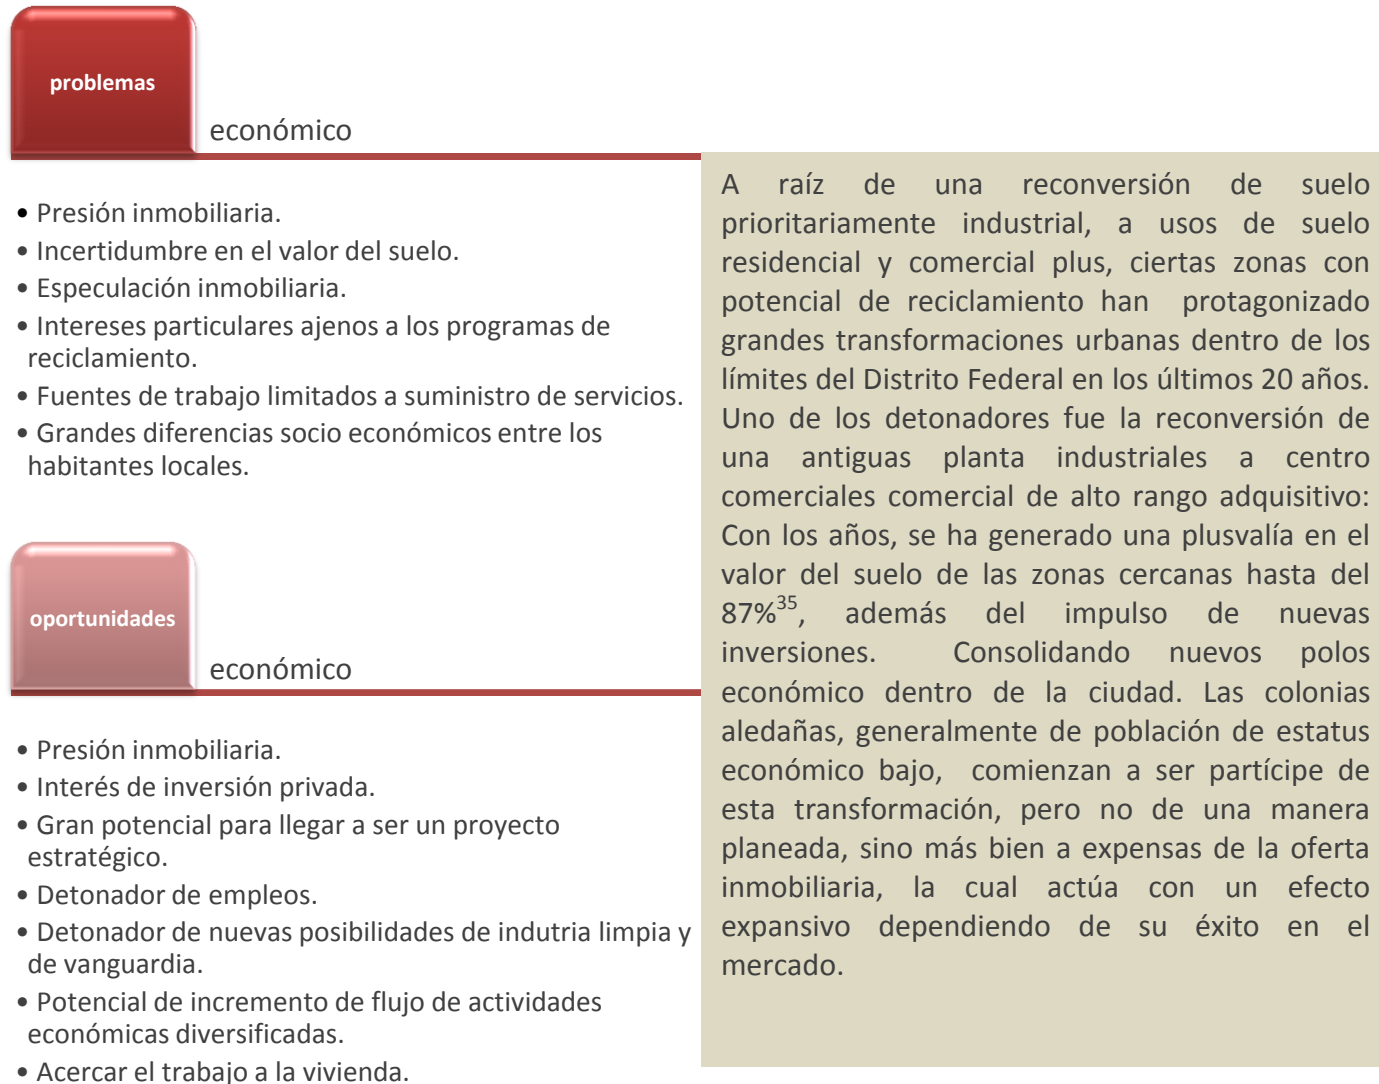 problemas
económico
• Presión inmobiliaria.
• Incertidumbre en el valor del suelo.
• Especulación inmobiliaria.
• Intereses particulares ajenos a los programas de
reciclamiento.
• Fuentes de trabajo limitados a suministro de servicios.
• Grandes diferencias socio económicos entre los
habitantes locales.
oportunidades
económico
• Presión inmobiliaria.
• Interés de inversión privada.
• Gran potencial para llegar a ser un proyecto
estratégico.
• Detonador de empleos.
• Detonador de nuevas posibilidades de indutria limpia y
de vanguardia.
• Potencial de incremento de flujo de actividades
económicas diversificadas.
• Acercar el trabajo a la vivienda.
A raíz de una reconversión de suelo
prioritariamente industrial, a usos de suelo
residencial y comercial plus, ciertas zonas con
potencial de reciclamiento han protagonizado
grandes transformaciones urbanas dentro de los
límites del Distrito Federal en los últimos 20 años.
Uno de los detonadores fue la reconversión de
una antiguas planta industriales a centro
comerciales comercial de alto rango adquisitivo:
Con los años, se ha generado una plusvalía en el
valor del suelo de las zonas cercanas hasta del
87%35, además del impulso de nuevas
inversiones. Consolidando nuevos polos
económico dentro de la ciudad. Las colonias
aledañas, generalmente de población de estatus
económico bajo, comienzan a ser partícipe de
esta transformación, pero no de una manera
planeada, sino más bien a expensas de la oferta
inmobiliaria, la cual actúa con un efecto
expansivo dependiendo de su éxito en el
mercado.